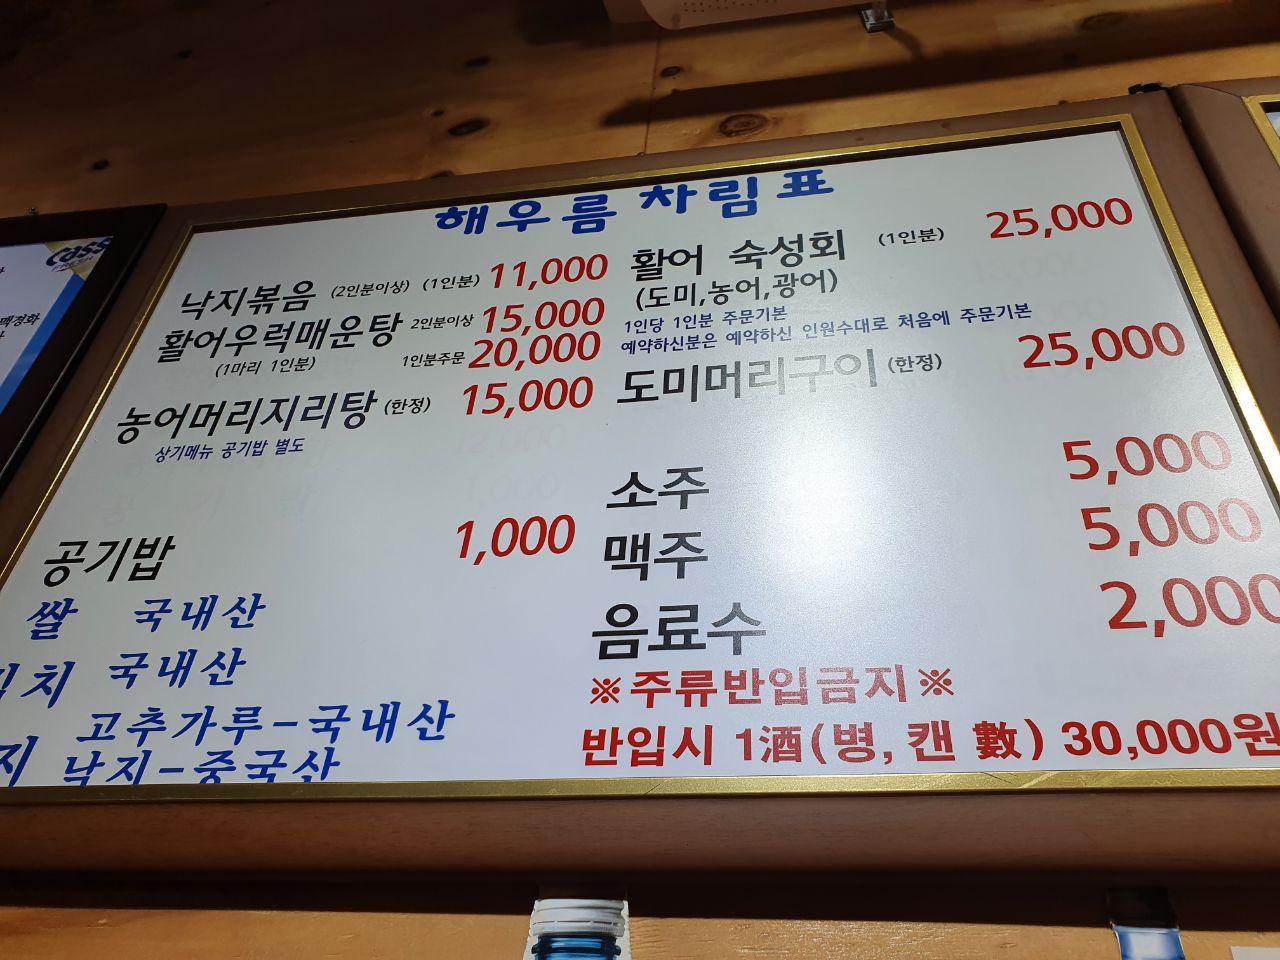 Cass
맥청화
해우름 차림표
낙지볶음 (2인분이상) (1인분) 11,000
활어우럭매운탕 2인분이상 15,000
(1마리 1인분) 1인분주문 20,000
농어머리지리탕 (한정) 15,000
상기메뉴 공기밥 별도
공기밥 1,000
쌀 국내산
김치 국내산
고추가루-국내산
낙지-중국산
활어 숙성회 (1인분) 25,000
(도미,농어,광어)
1인당 1인분 주문기본
예약하신분은 예약하신 인원수대로 처음에 주문기본
도미머리구이 (한정) 25,000
소주 5,000
맥주 5,000
음료수 2,000
※주류반입금지※
반입시 1酒(병, 캔 數) 30,000원